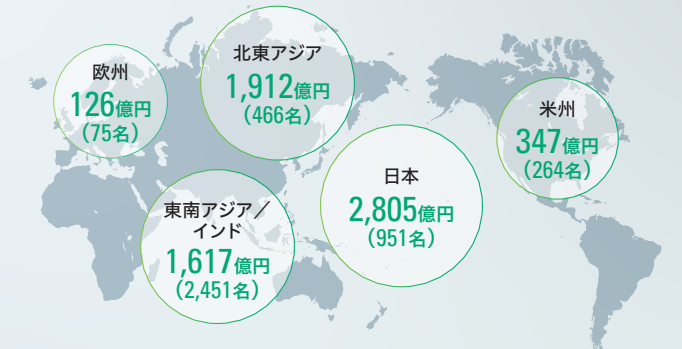 欧州
126億円
（75名）
北東アジア
1,912億円
（466名）
米州
347億円
（264名）
日本
2,805億円
（951名）
東南アジア／
インド
1,617億円
（2,451名）